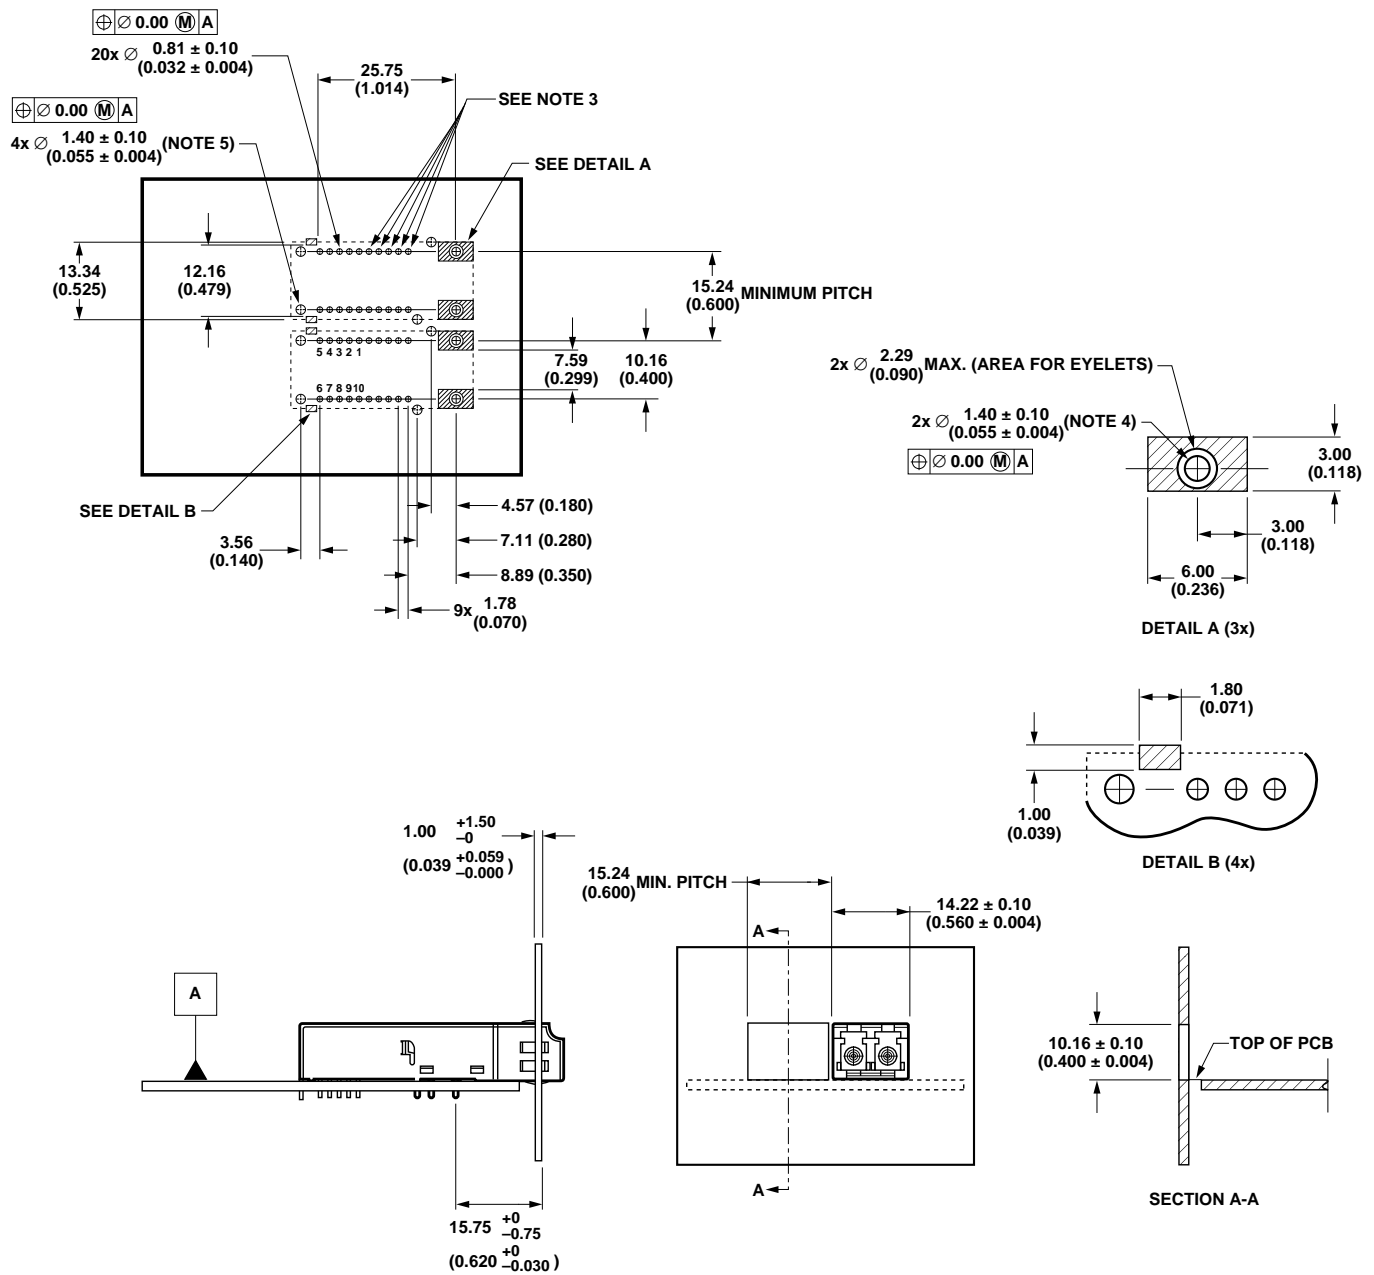 ⌖ ∅ 0.00 Ⓜ A
20x ∅ 0.81 ± 0.10
(0.032 ± 0.004)
25.75
(1.014)
SEE NOTE 3
⌖ ∅ 0.00 Ⓜ A
4x ∅ 1.40 ± 0.10 (NOTE 5)
(0.055 ± 0.004)
SEE DETAIL A
13.34
(0.525)
12.16
(0.479)
15.24 MINIMUM PITCH
(0.600)
5 4 3 2 1
6 7 8 9 10
7.59
(0.299)
10.16
(0.400)
SEE DETAIL B
4.57 (0.180)
3.56
(0.140)
7.11 (0.280)
8.89 (0.350)
9x 1.78
(0.070)
2x ∅ 2.29 MAX. (AREA FOR EYELETS)
(0.090)
2x ∅ 1.40 ± 0.10 (NOTE 4)
(0.055 ± 0.004)
⌖ ∅ 0.00 Ⓜ A
3.00
(0.118)
3.00
(0.118)
6.00
(0.236)
DETAIL A (3x)
1.80
(0.071)
1.00
(0.039)
DETAIL B (4x)
1.00 +1.50
–0
(0.039 +0.059
–0.000 )
15.24 MIN. PITCH
(0.600)
14.22 ± 0.10
(0.560 ± 0.004)
A
A
10.16 ± 0.10
(0.400 ± 0.004)
TOP OF PCB
A
SECTION A-A
15.75 +0
–0.75
(0.620 +0
–0.030 )